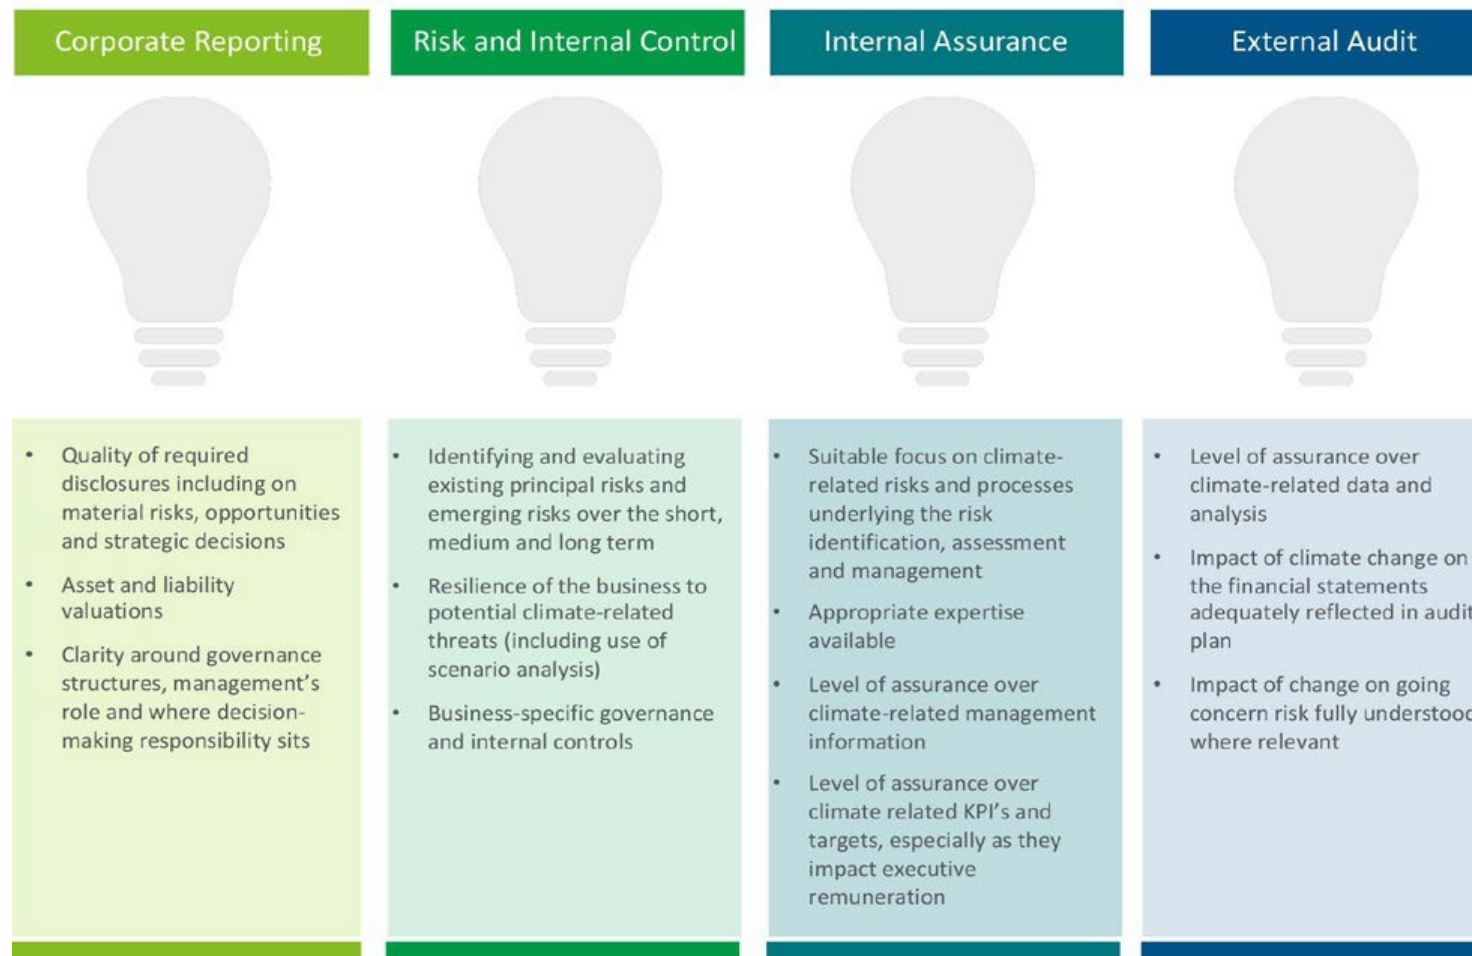 Corporate Reporting
Risk and Internal Control
Internal Assurance
External Audit
• Quality of required
disclosures including on
material risks, opportunities
and strategic decisions
• Asset and liability
valuations
• Clarity around governance
structures, management's
role and where decision-
making responsibility sits
• Identifying and evaluating
existing principal risks and
emerging risks over the short,
medium and long term
• Resilience of the business to
potential climate-related
threats (including use of
scenario analysis)
• Business-specific governance
and internal controls
• Suitable focus on climate-
related risks and processes
underlying the risk
identification, assessment
and management
• Appropriate expertise
available
• Level of assurance over
climate-related management
information
• Level of assurance over
climate related KPI's and
targets, especially as they
impact executive
remuneration
• Level of assurance over
climate-related data and
analysis
• Impact of climate change on
the financial statements
adequately reflected in audit
plan
• Impact of change on going
concern risk fully understood
where relevant